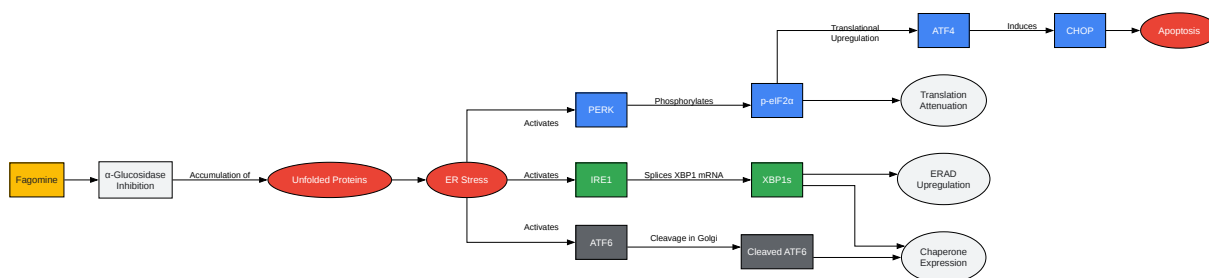 Translational
Upregulation
ATF4
Induces
CHOP
Apoptosis
PERK
Phosphorylates
p-eIF2α
Translation
Attenuation
Activates
Fagomine
α-Glucosidase
Inhibition
Accumulation of
Unfolded Proteins
ER Stress
Activates
IRE1
Splices XBP1 mRNA
XBP1s
ERAD
Upregulation
Activates
ATF6
Cleavage in Golgi
Cleaved ATF6
Chaperone
Expression